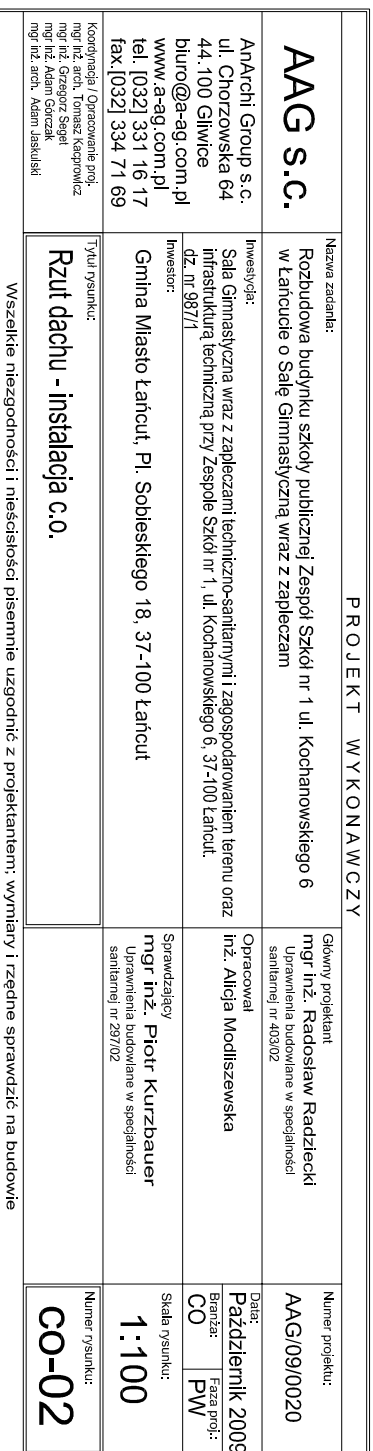 PROJEKT WYKONAWCZY
AAG s.c.
AnArchi Group s.c.
ul. Chorzowska 64
44.100 Gliwice
biuro@a-ag.com.pl
www.a-ag.com.pl
tel. [032] 331 16 17
fax.[032] 334 71 69
Koordynacja / Opracowanie proj.
mgr inż. arch. Tomasz Kacprowicz
mgr inż. Grzegorz Seget
mgr inż. Adam Górczak
mgr inż. arch. Adam Jaskulski
Nazwa zadania:
Rozbudowa budynku szkoły publicznej Zespół Szkół nr 1 ul. Kochanowskiego 6
w Łańcucie o Salę Gimnastyczną wraz z zapleczam
Inwestycja:
Sala Gimnastyczna wraz z zapleczami techniczno-sanitarnymi i zagospodarowaniem terenu oraz
infrastrukturą techniczną przy Zespole Szkół nr 1, ul. Kochanowskiego 6, 37-100 Łańcut.
dz. nr 987/1
Inwestor:
Gmina Miasto Łańcut, Pl. Sobieskiego 18, 37-100 Łańcut
Tytuł rysunku:
Rzut dachu - instalacja c.o.
Główny projektant
mgr inż. Radosław Radziecki
Uprawnienia budowlane w specjalności
sanitarnej nr 403/02
Opracował
inż. Alicja Modliszewska
Sprawdzający
mgr inż. Piotr Kurzbauer
Uprawnienia budowlane w specjalności
sanitarnej nr 297/02
Numer projektu:
AAG/09/0020
Data:
Październik 2009
Branża:
CO
Faza proj.:
PW
Skala rysunku:
1:100
Numer rysunku:
co-02
Wszelkie niezgodności i nieścisłości pisemnie uzgodnić z projektantem; wymiary i rzędne sprawdzić na budowie